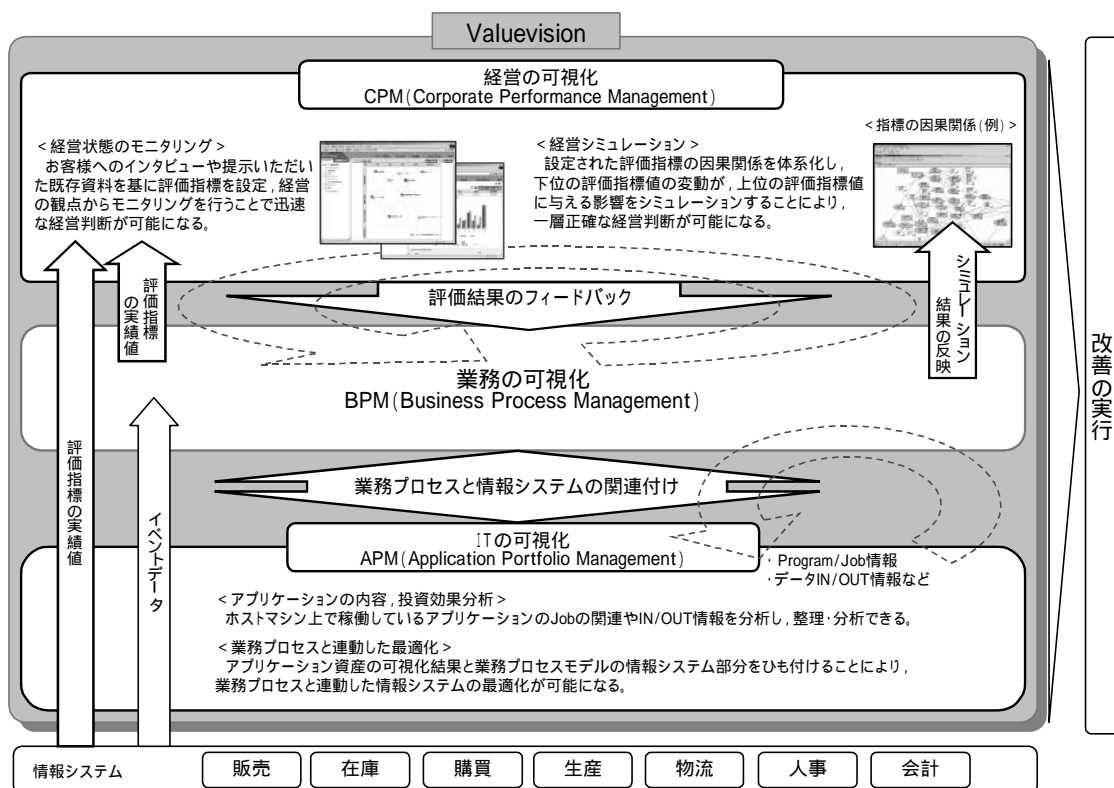 Valuevision
経営の可視化
CPM(Corporate Performance Management)
<経営状態のモニタリング>
お客様へのインタビューや提示いただい
た既存資料を基に評価指標を設定,経営
の観点からモニタリングを行うことで迅速
な経営判断が可能になる。
<経営シミュレーション>
設定された評価指標の因果関係を体系化し,
下位の評価指標値の変動が,上位の評価指標値
に与える影響をシミュレーションすることにより,
一層正確な経営判断が可能になる。
<指標の因果関係(例)>
評価指標
の実績値
評価結果のフィードバック
シミュレーション
結果の反映
業務の可視化
BPM(Business Process Management)
評価指標の実績値
イベントデータ
業務プロセスと情報システムの関連付け
ITの可視化
APM(Application Portfolio Management)
・Program/Job情報
・データIN/OUT情報など
<アプリケーションの内容,投資効果分析>
ホストマシン上で稼働しているアプリケーションのJobの関連やIN/OUT情報を分析し,整理・分析できる。
<業務プロセスと連動した最適化>
アプリケーション資産の可視化結果と業務プロセスモデルの情報システム部分をひも付けることにより,
業務プロセスと連動した情報システムの最適化が可能になる。
改善の実行
情報システム
販売
在庫
購買
生産
物流
人事
会計